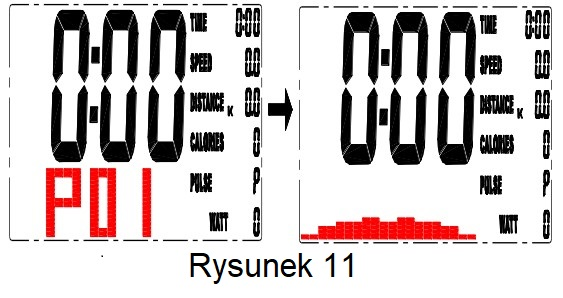 0:00
TIME 0:00
SPEED 0.0
DISTANCE K 0.0
CALORIES 0
PULSE P
WATT 0
P01
0:00
TIME 0:00
SPEED 0.0
DISTANCE K 0.0
CALORIES 0
PULSE P
WATT 0
Rysunek 11